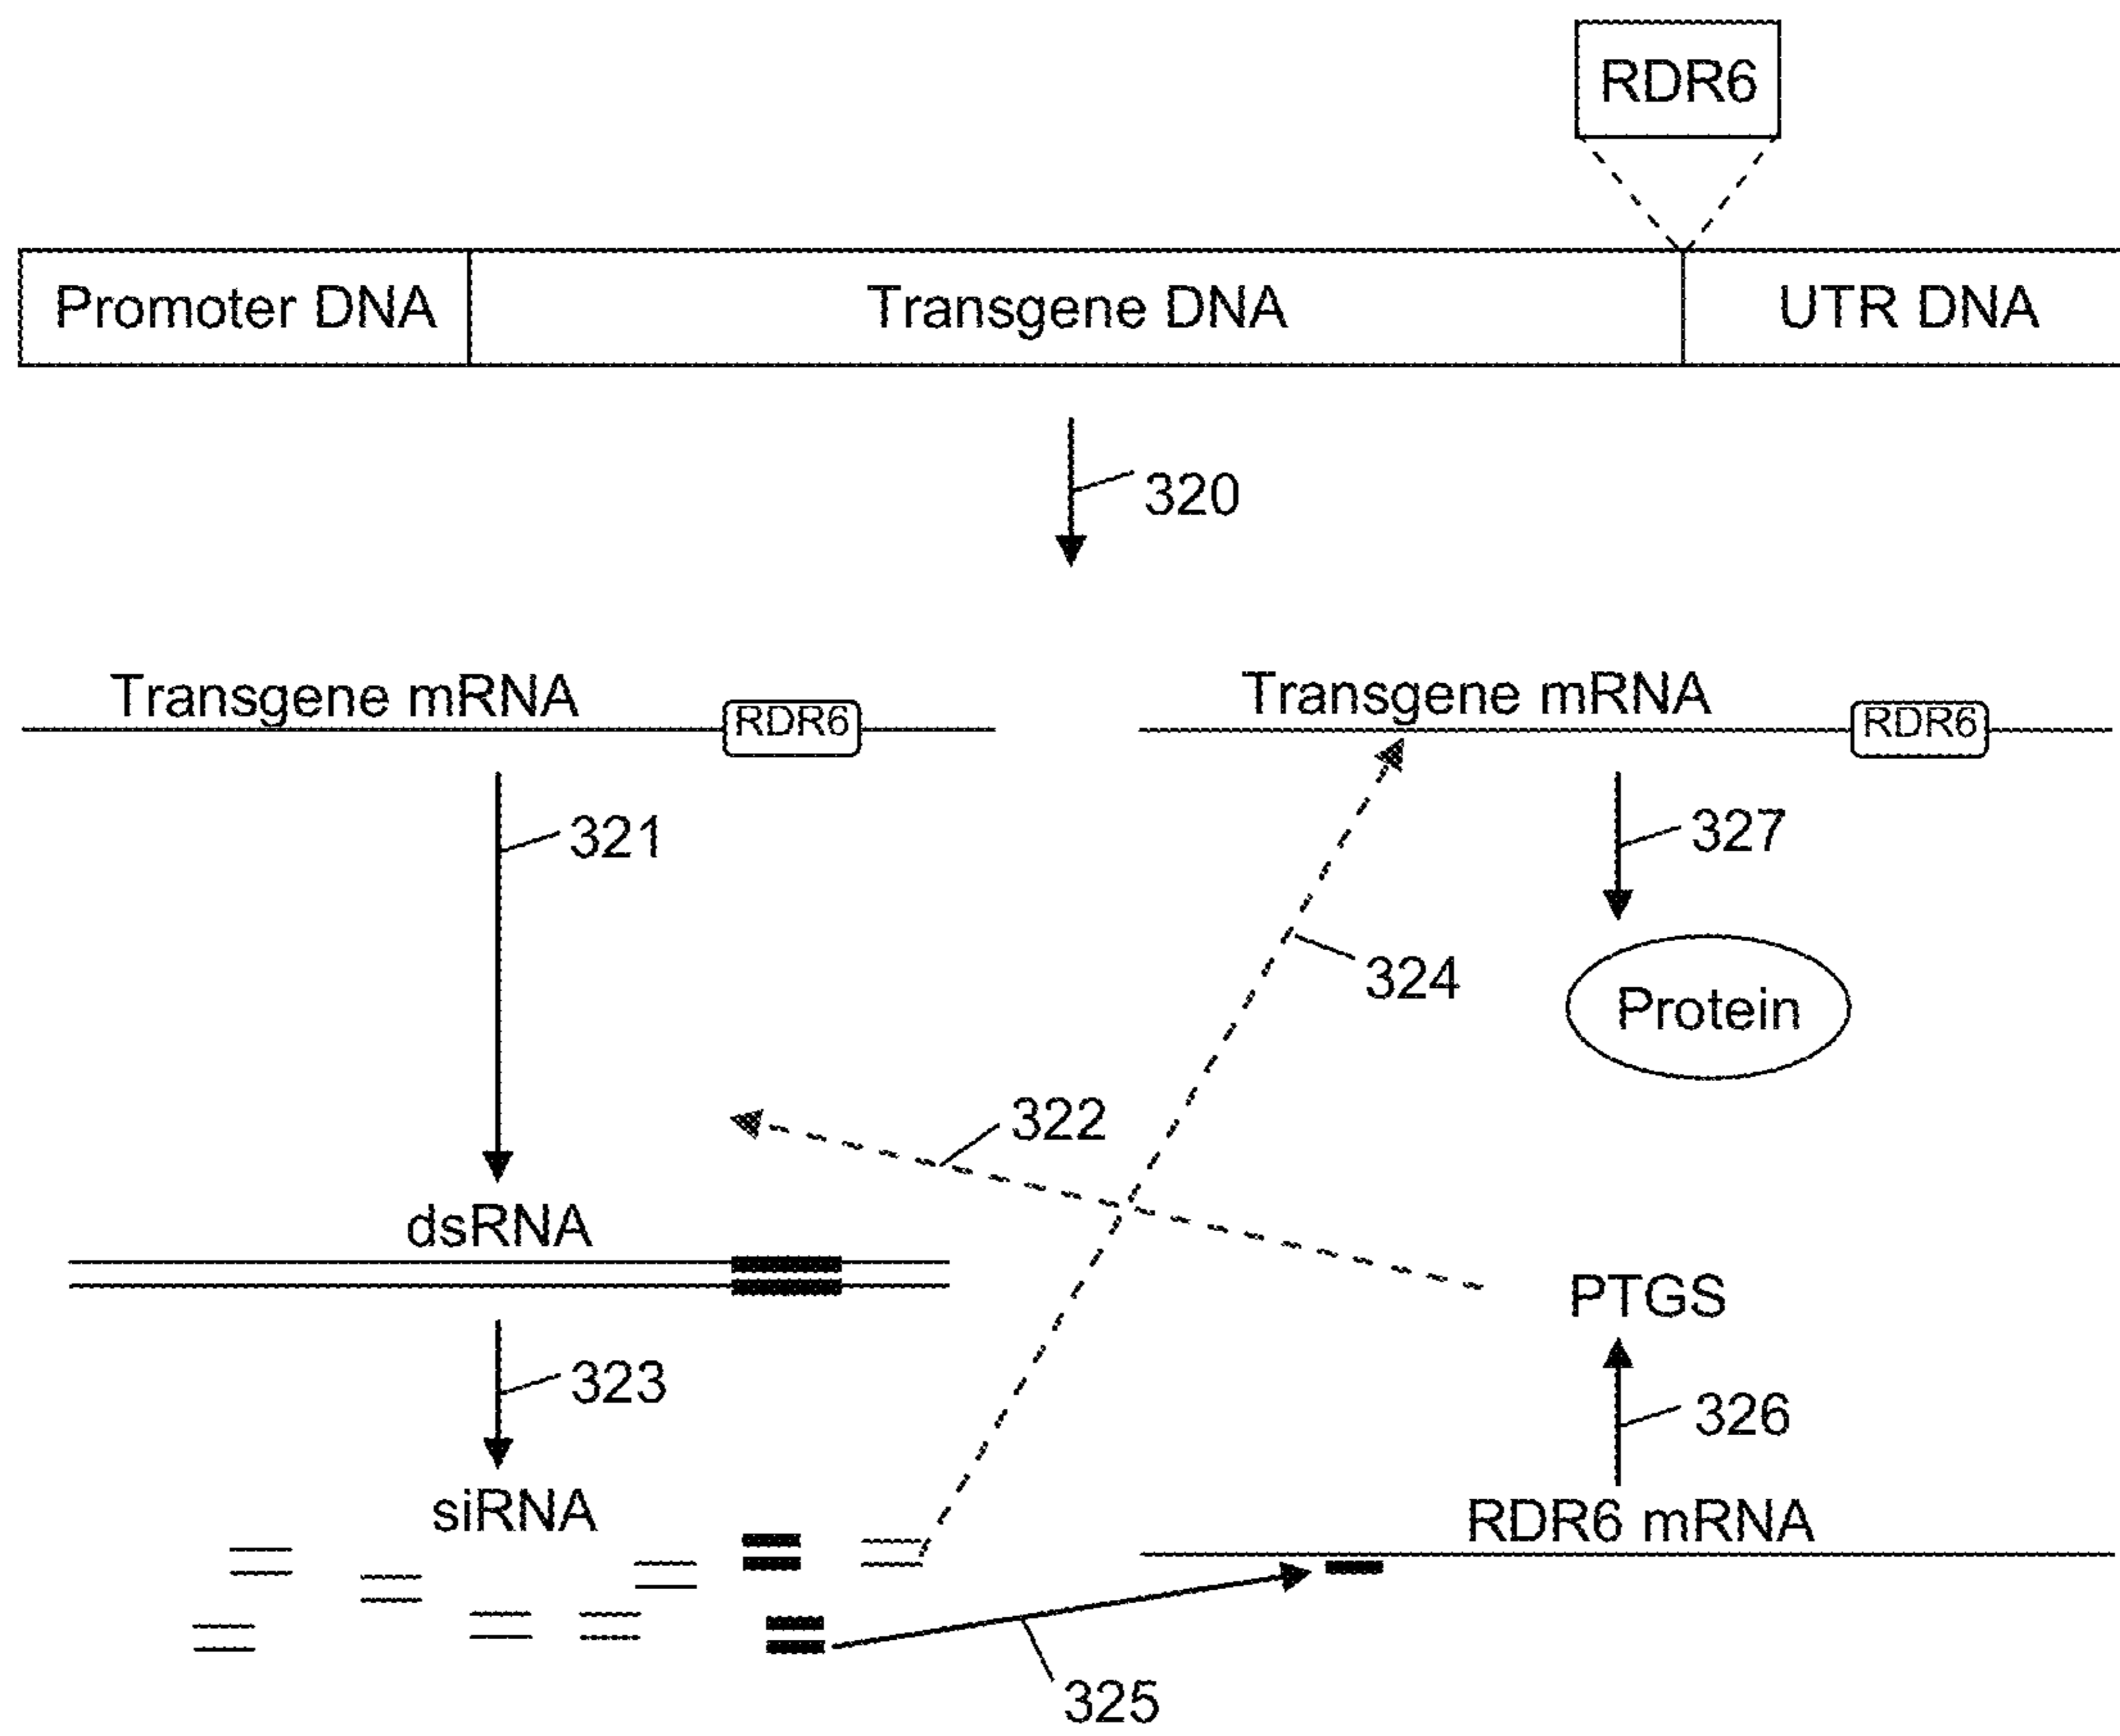 RDR6
Promoter DNA
Transgene DNA
UTR DNA
320
Transgene mRNA
RDR6
Transgene mRNA
RDR6
321
327
324
Protein
322
dsRNA
PTGS
323
326
siRNA
RDR6 mRNA
325